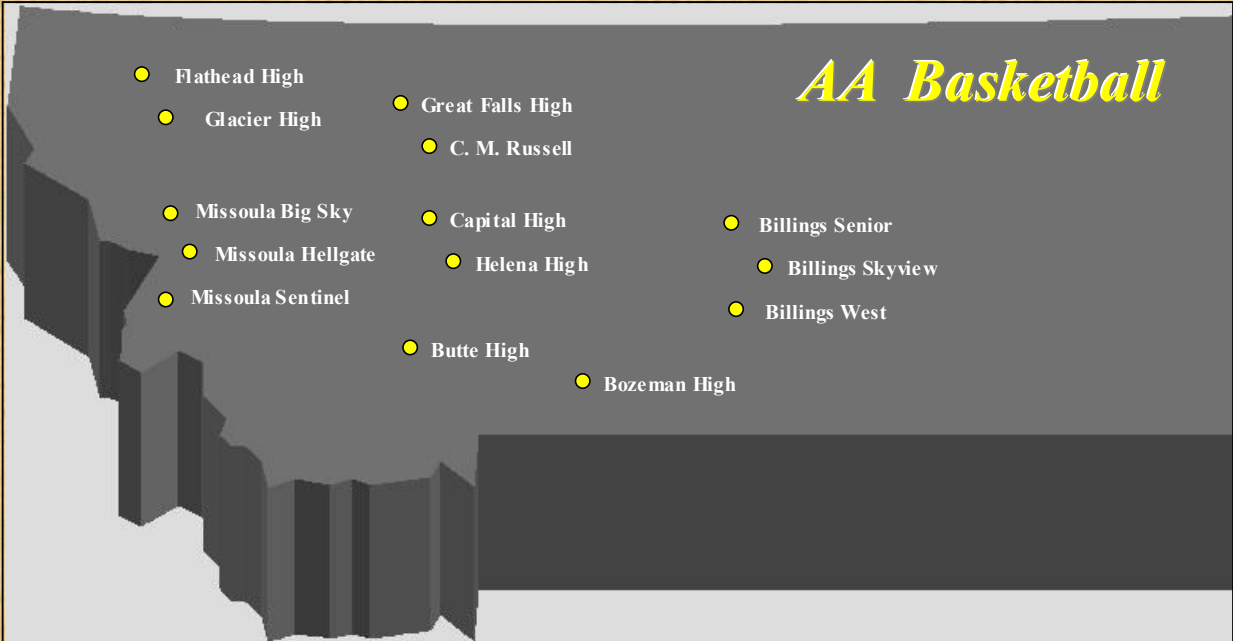 AA Basketball
Flathead High
Great Falls High
Glacier High
C. M. Russell
Missoula Big Sky
Capital High
Billings Senior
Missoula Hellgate
Helena High
Billings Skyview
Missoula Sentinel
Billings West
Butte High
Bozeman High